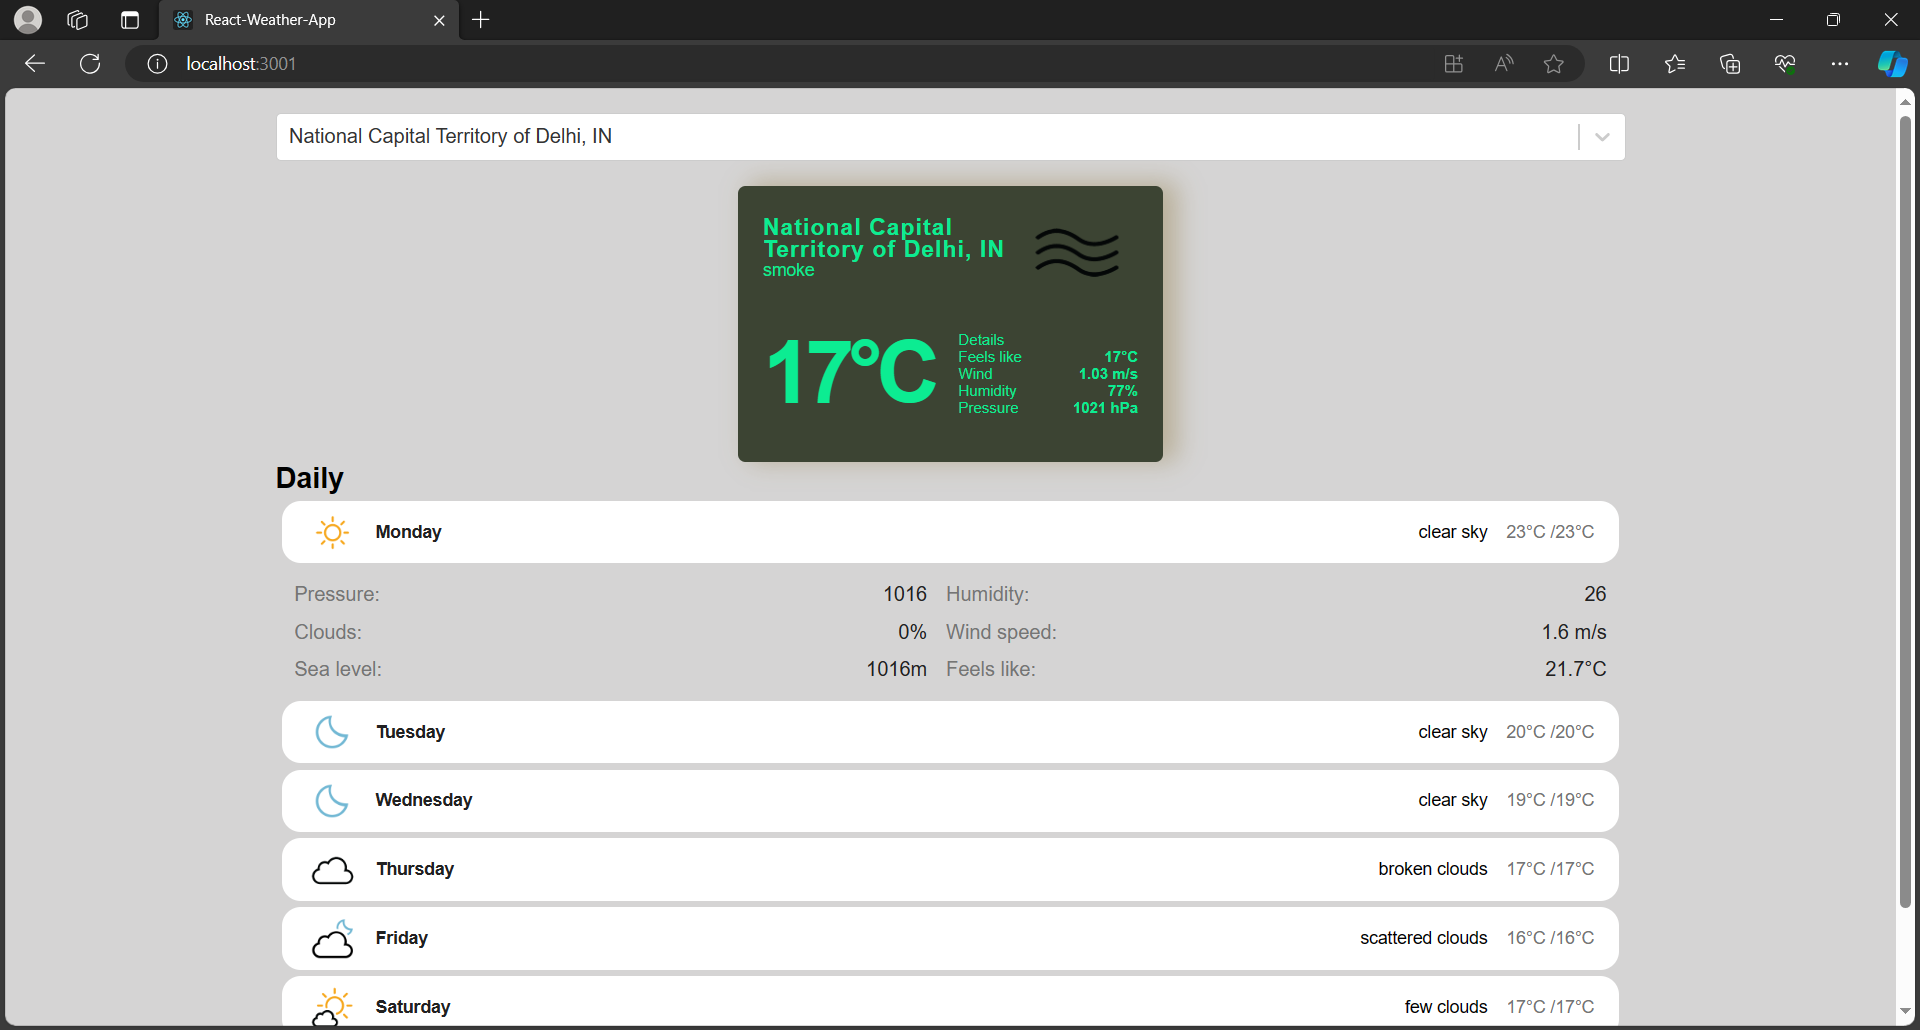 React-Weather-App
localhost:3001
National Capital Territory of Delhi, IN
National Capital
Territory of Delhi, IN
smoke
17°C
Details
Feels like 17°C
Wind 1.03 m/s
Humidity 77%
Pressure 1021 hPa
Daily
Monday clear sky 23°C /23°C
Pressure: 1016 Humidity: 26
Clouds: 0% Wind speed: 1.6 m/s
Sea level: 1016m Feels like: 21.7°C
Tuesday clear sky 20°C /20°C
Wednesday clear sky 19°C /19°C
Thursday broken clouds 17°C /17°C
Friday scattered clouds 16°C /16°C
Saturday few clouds 17°C /17°C